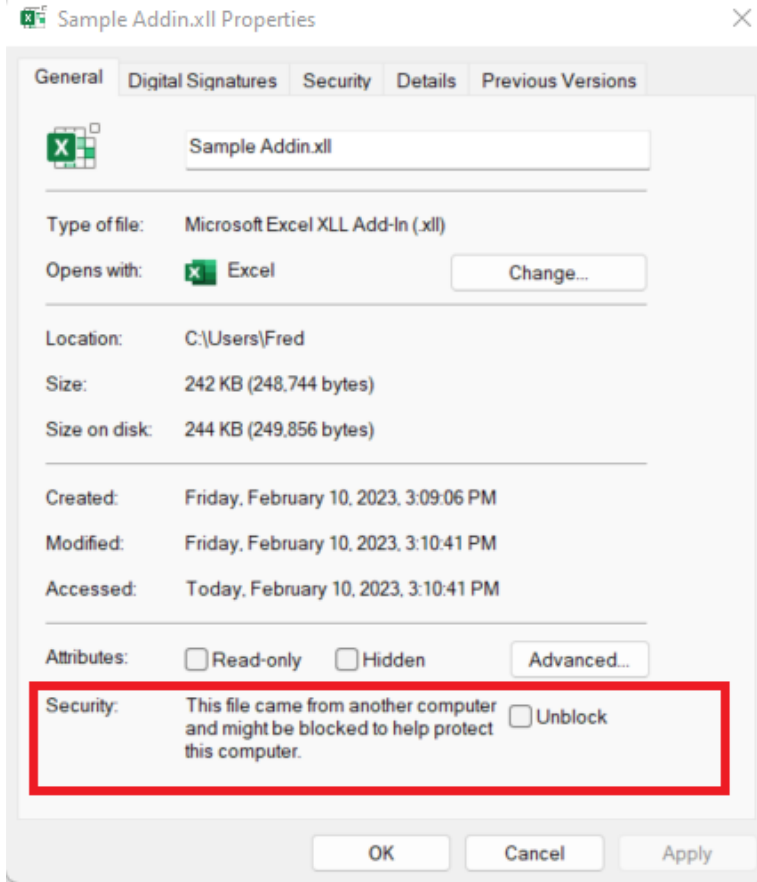 Sample Addin.xll Properties
General Digital Signatures Security Details Previous Versions
Sample Addin.xll
Type of file: Microsoft Excel XLL Add-In (.xll)
Opens with: Excel Change...
Location: C:\Users\Fred
Size: 242 KB (248,744 bytes)
Size on disk: 244 KB (249,856 bytes)
Created: Friday, February 10, 2023, 3:09:06 PM
Modified: Friday, February 10, 2023, 3:10:41 PM
Accessed: Today, February 10, 2023, 3:10:41 PM
Attributes: Read-only Hidden Advanced...
Security: This file came from another computer
and might be blocked to help protect Unblock
this computer.
OK Cancel Apply